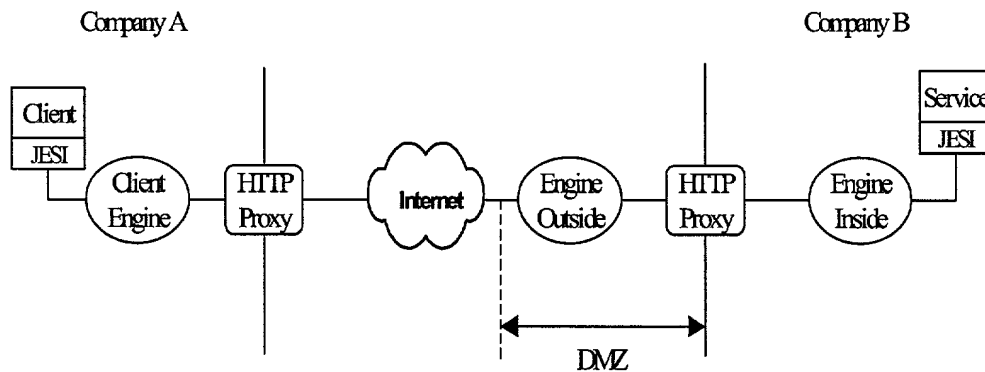 Company A
Company B
Client
JESI
Client
Engine
HTTP
Proxy
Internet
Engine
Outside
HTTP
Proxy
Engine
Inside
Service
JESI
DMZ